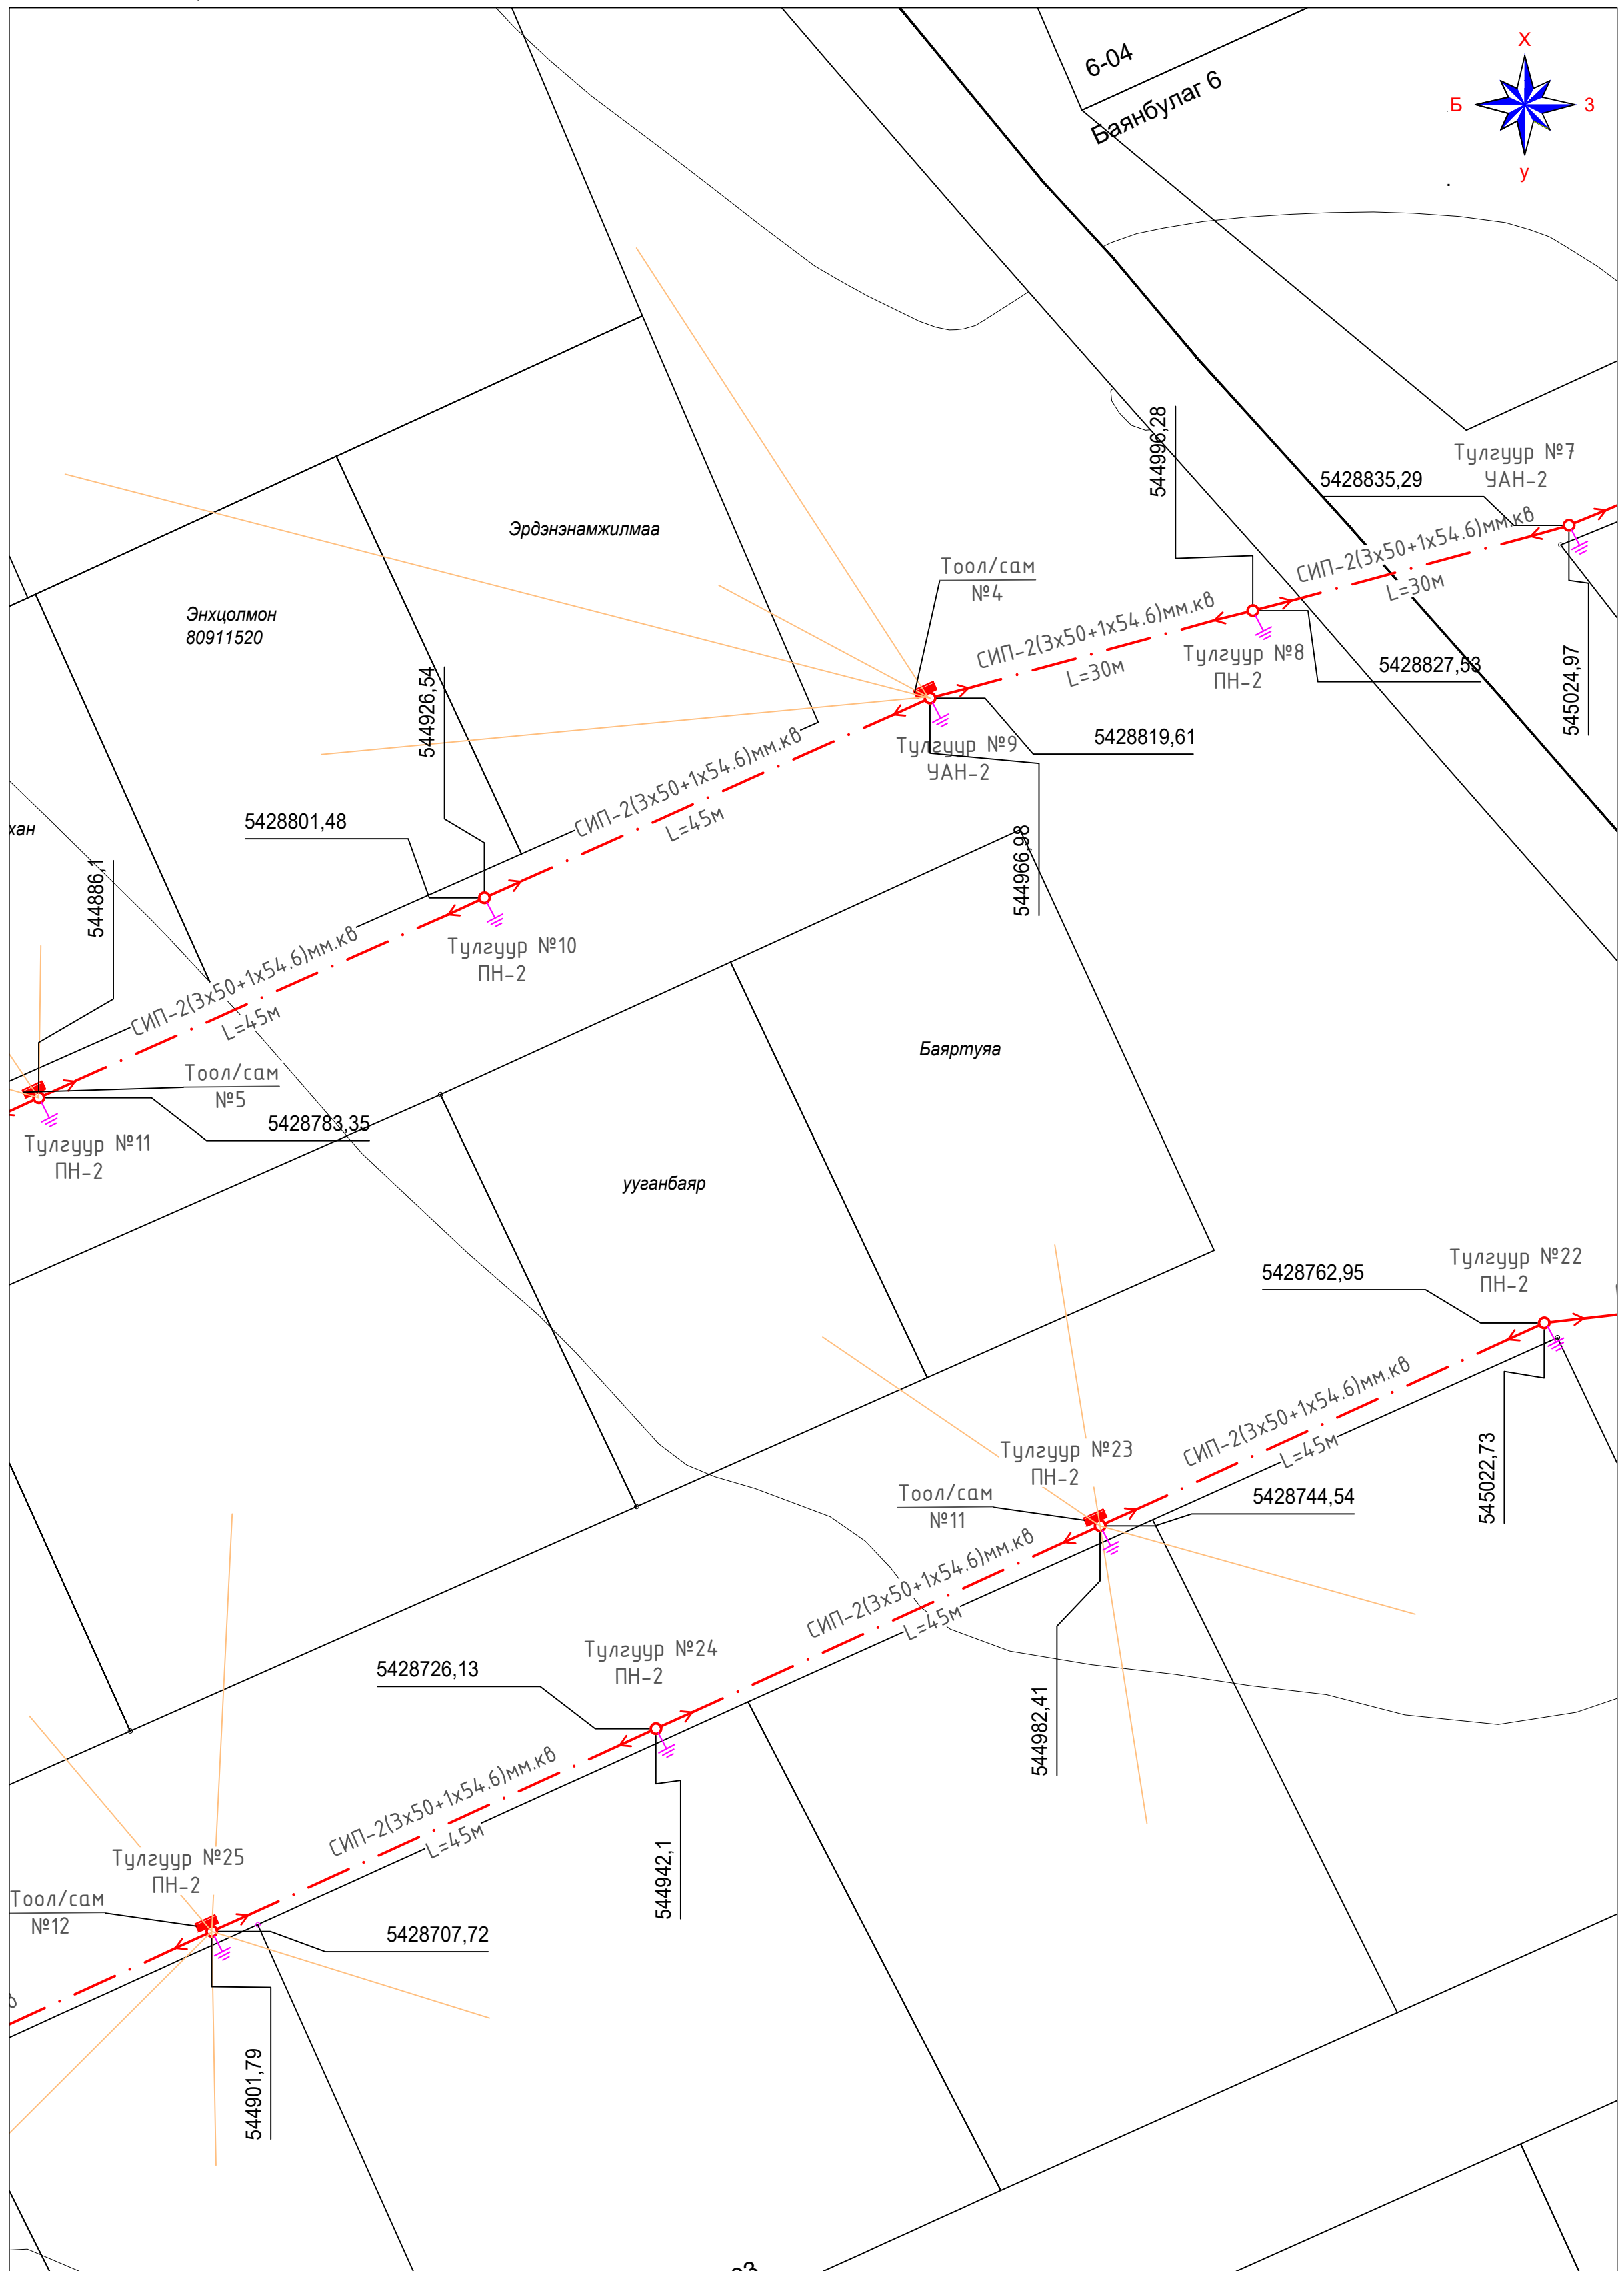 6-04
Баянбулаг 6
Х
Б
З
у
Эрдэнэнамжилмаа
Энхцолмон
80911520
хан
544996,28
5428835,29
Тулгуур №7
УАН-2
СИП-2(3х50+1х54.6)мм.кв
L=30м
545024,97
Тоол/сам
№4
СИП-2(3х50+1х54.6)мм.кв
L=30м
Тулгуур №8
ПН-2
5428827,53
544926,54
Тулгуур №9
УАН-2
5428819,61
544966,98
СИП-2(3х50+1х54.6)мм.кв
L=45м
5428801,48
544886,1
Тулгуур №10
ПН-2
СИП-2(3х50+1х54.6)мм.кв
L=45м
Тоол/сам
№5
5428783,35
Тулгуур №11
ПН-2
Баяртуяа
ууганбаяр
5428762,95
Тулгуур №22
ПН-2
545022,73
СИП-2(3х50+1х54.6)мм.кв
L=45м
Тулгуур №23
ПН-2
Тоол/сам
№11
5428744,54
544982,41
СИП-2(3х50+1х54.6)мм.кв
L=45м
Тулгуур №24
ПН-2
5428726,13
544942,1
СИП-2(3х50+1х54.6)мм.кв
L=45м
Тулгуур №25
ПН-2
Тоол/сам
№12
5428707,72
544901,79